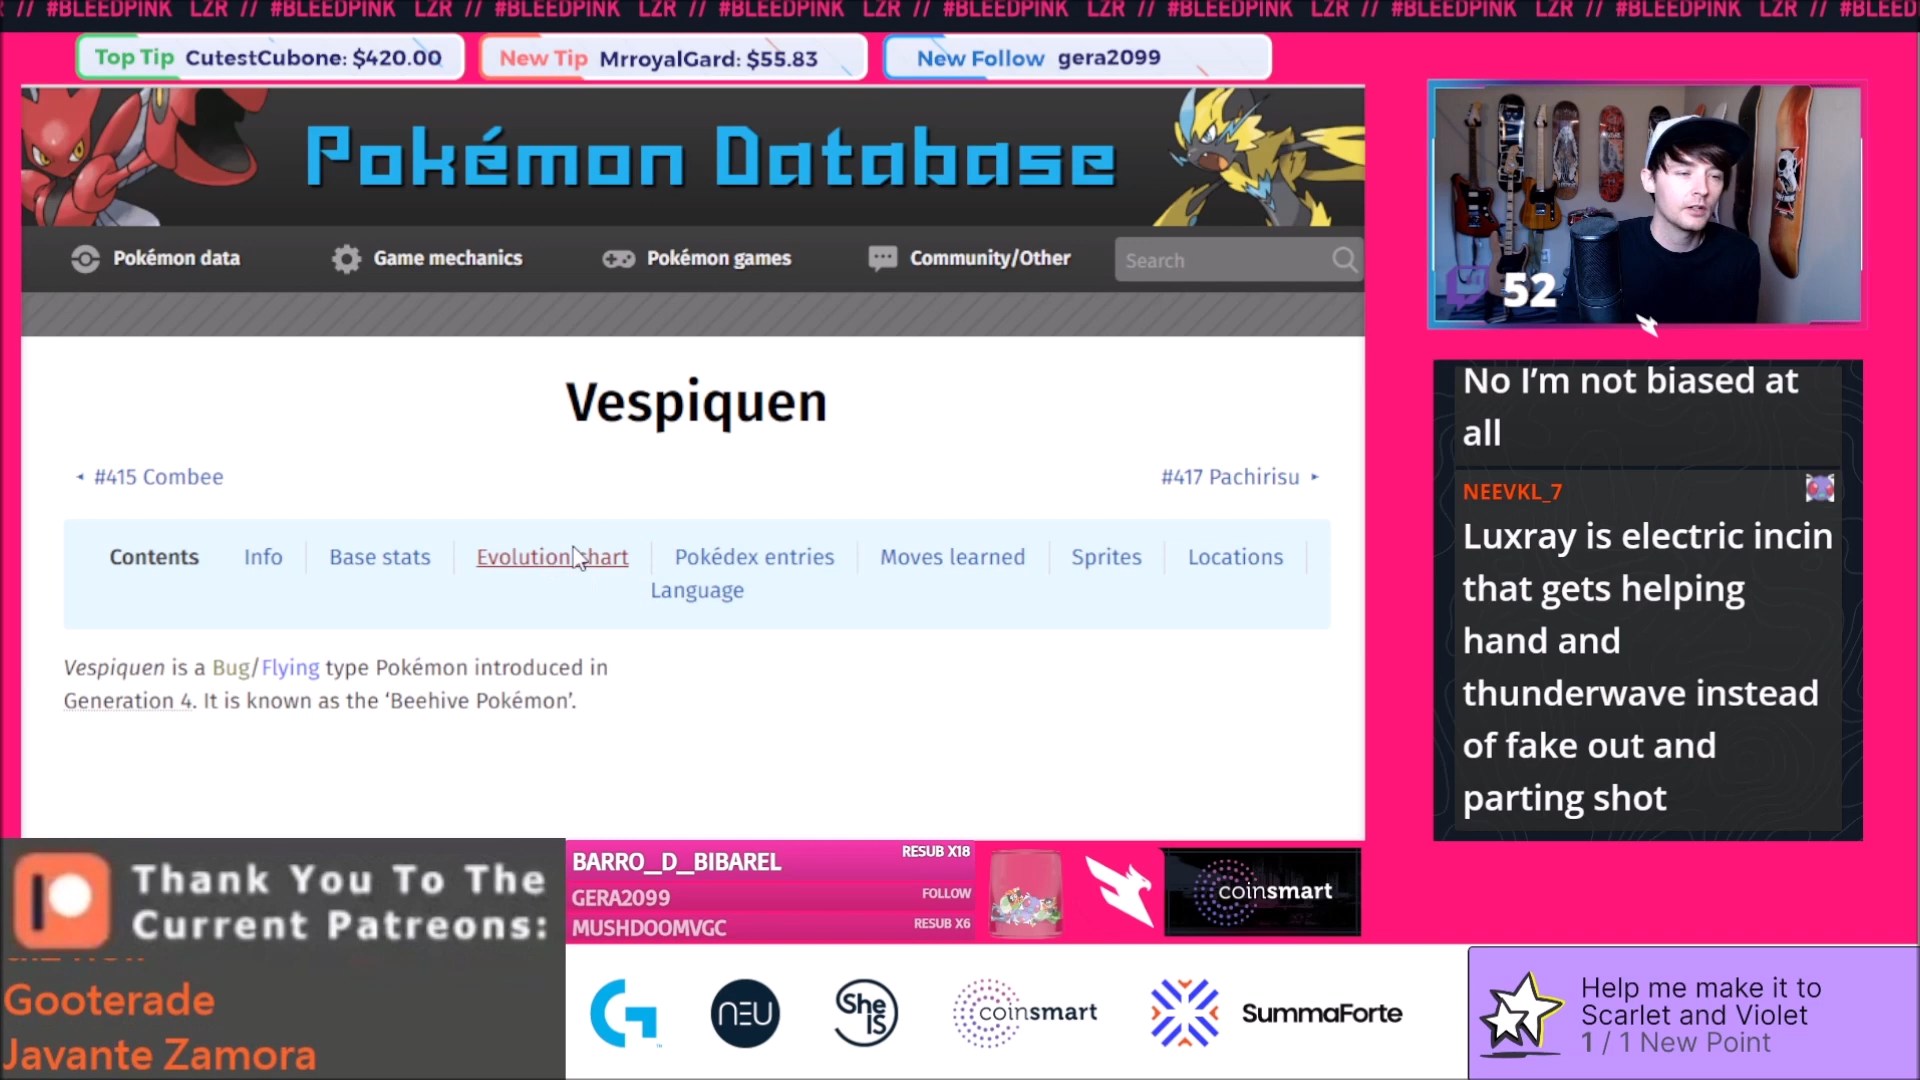 // #BLEEDPINK LZR // #BLEEDPINK LZR // #BLEEDPINK LZR // #BLEEDPINK LZR // #BLEEDPINK LZR // #BLEEDPINK LZR // #BLEEDPINK LZR // #BLEEDPINK LZR // #BLEED
Top Tip CutestCubone: $420.00
New Tip MrroyalGard: $55.83
New Follow gera2099
Pokémon Database
Pokémon data
Game mechanics
Pokémon games
Community/Other
Search
52
Vespiquen
#415 Combee
#417 Pachirisu
Contents Info Base stats Evolution chart Pokédex entries Moves learned Sprites Locations
Language
Vespiquen is a Bug/Flying type Pokémon introduced in
Generation 4. It is known as the ‘Beehive Pokémon’.
No I’m not biased at
all
NEEVKL_7
Luxray is electric incin
that gets helping
hand and
thunderwave instead
of fake out and
parting shot
Thank You To The
Current Patreons:
Gooterade
Javante Zamora
BARRO_D_BIBAREL RESUB X18
GERA2099 FOLLOW
MUSHDOOMVGC RESUB X6
coinsmart
G
nEU
She
IS
coinsmart
SummaForte
Help me make it to
Scarlet and Violet
1 / 1 New Point